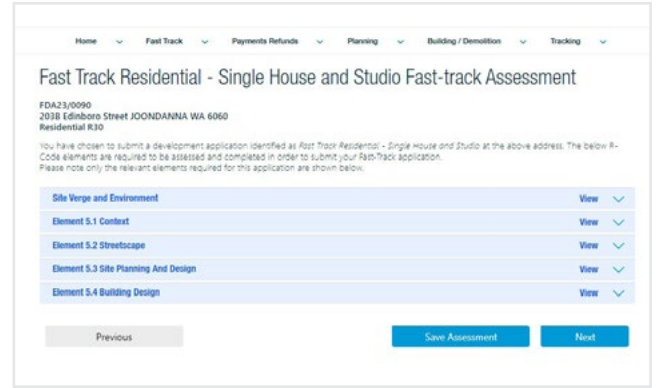 Home Fast Track Payments Refunds Planning Building / Demolition Tracking
Fast Track Residential - Single House and Studio Fast-track Assessment
FDA23/0090
203B Edinboro Street JOONDANNA WA 6060
Residential R30
You have chosen to submit a development application identified as Fast Track Residential - Single House and Studio at the above address. The below R-
Code elements are required to be assessed and completed in order to submit your Fast-Track application.
Please note only the relevant elements required for this application are shown below.
Site Verge and Environment View
Element 5.1 Context View
Element 5.2 Streetscape View
Element 5.3 Site Planning And Design View
Element 5.4 Building Design View
Previous Save Assessment Next